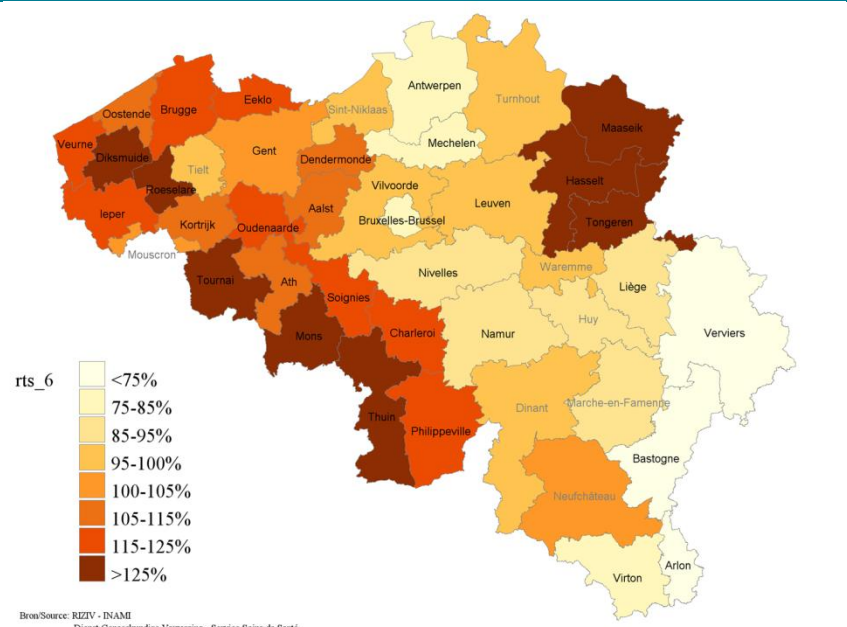 Antwerpen
Turnhout
Oostende
Brugge
Eeklo
Sint-Niklaas
Maaseik
Veurne
Diksmuide
Tielt
Gent
Dendermonde
Mechelen
Roeselare
Vilvoorde
Hasselt
Ieper
Kortrijk
Oudenaarde
Aalst
Bruxelles-Brussel
Leuven
Tongeren
Mouscron
Tournai
Ath
Soignies
Nivelles
Waremme
Liège
Mons
Charleroi
Namur
Huy
Verviers
Thuin
Philippeville
Dinant
Marche-en-Famenne
Bastogne
Neufchâteau
Virton
Arlon
rts_6
<75%
75-85%
85-95%
95-100%
100-105%
105-115%
115-125%
>125%
Bron/Source: RIZIV - INAMI